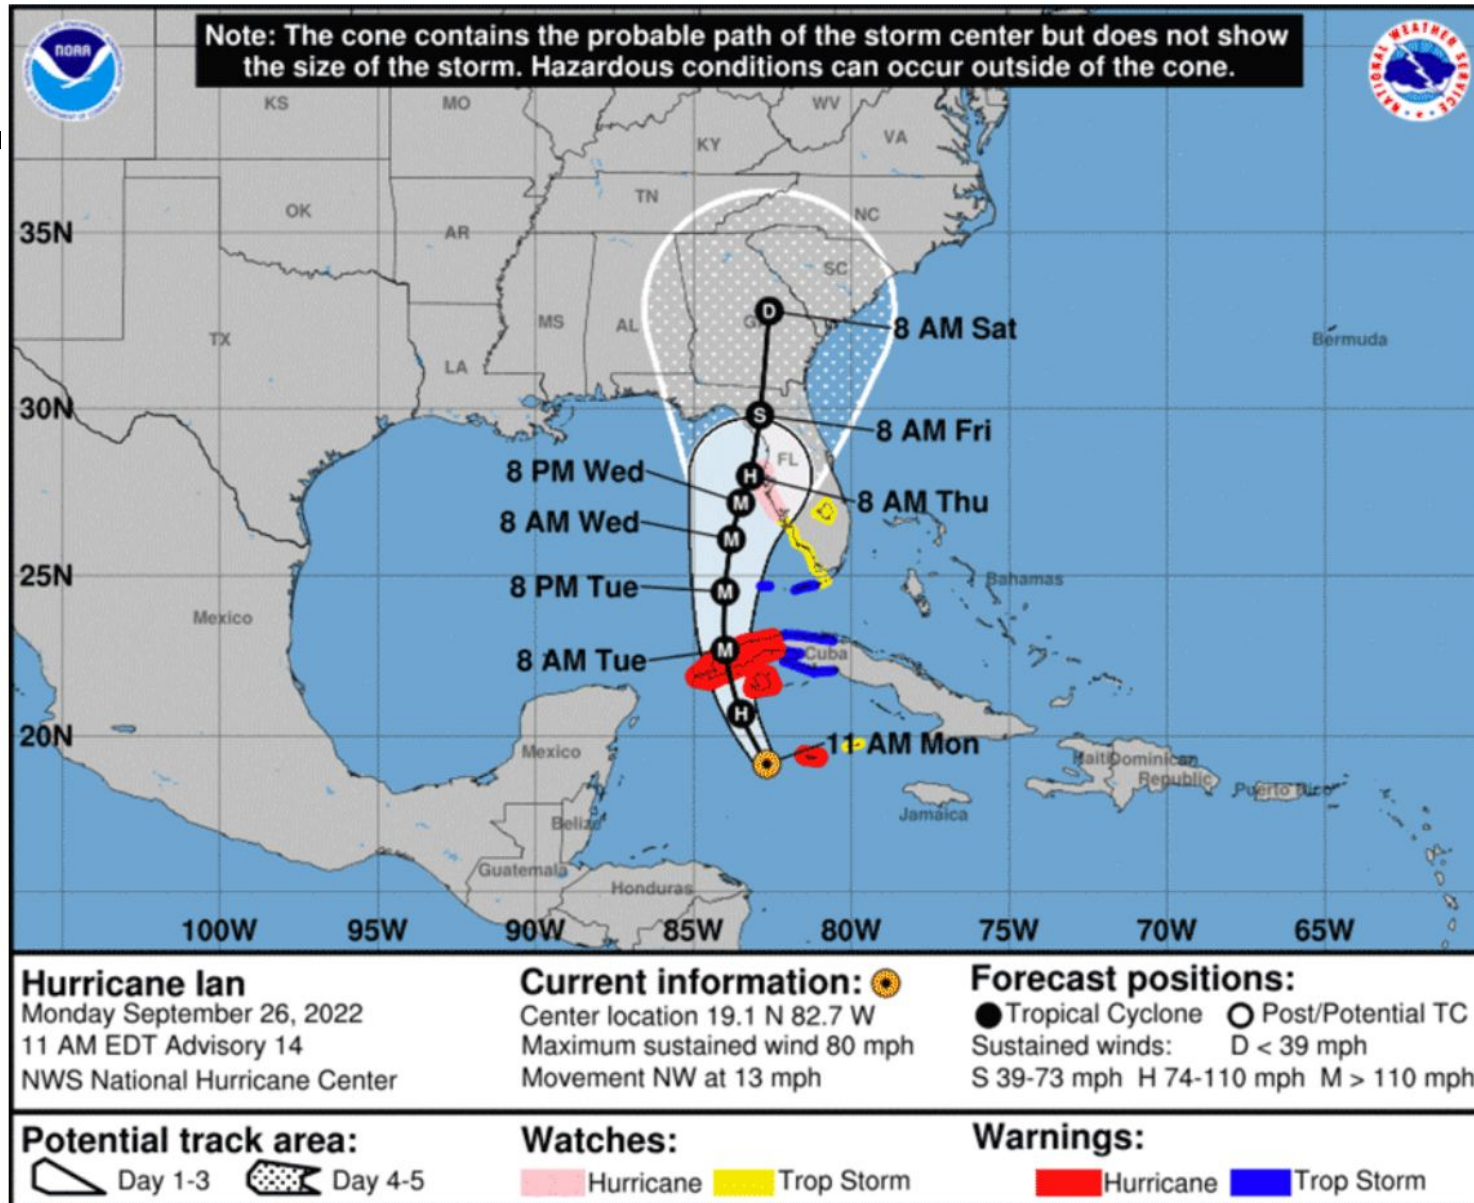 Note: The cone contains the probable path of the storm center but does not show
the size of the storm. Hazardous conditions can occur outside of the cone.
NOAA
NATIONAL WEATHER SERVICE
KS
MO
WV
VA
KY
OK
TN
NC
35N
AR
SC
TX
MS
AL
D
8 AM Sat
Bermuda
LA
30N
S
8 AM Fri
8 PM Wed
FL
H
8 AM Thu
M
8 AM Wed
M
25N
8 PM Tue
M
Bahamas
Mexico
8 AM Tue
M
Cuba
H
20N
11 AM Mon
Mexico
Haiti
Dominican
Republic
Puerto Rico
Jamaica
Belize
Guatemala
Honduras
100W 95W 90W 85W 80W 75W 70W 65W
Hurricane Ian
Monday September 26, 2022
11 AM EDT Advisory 14
NWS National Hurricane Center
Current information:
Center location 19.1 N 82.7 W
Maximum sustained wind 80 mph
Movement NW at 13 mph
Forecast positions:
Tropical Cyclone Post/Potential TC
Sustained winds: D < 39 mph
S 39-73 mph H 74-110 mph M > 110 mph
Potential track area:
Day 1-3 Day 4-5
Watches:
Hurricane Trop Storm
Warnings:
Hurricane Trop Storm